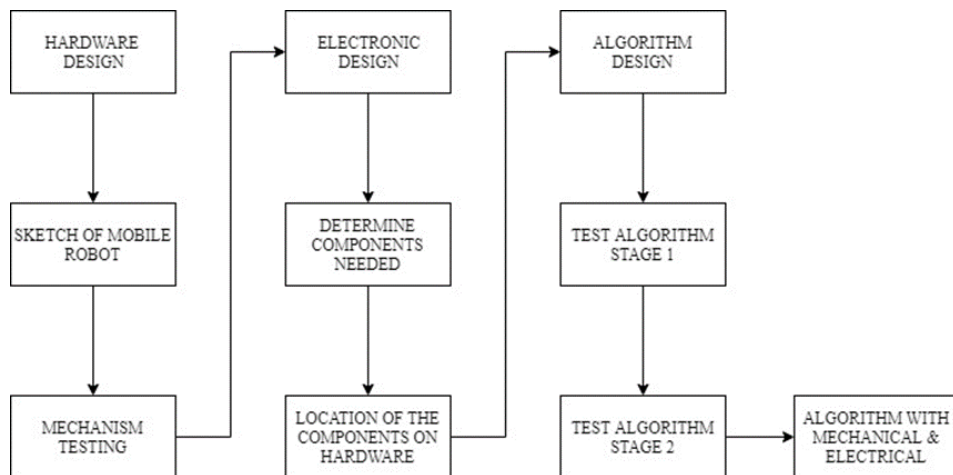 HARDWARE
DESIGN
SKETCH OF MOBILE
ROBOT
MECHANISM
TESTING
ELECTRONIC
DESIGN
DETERMINE
COMPONENTS
NEEDED
LOCATION OF THE
COMPONENTS ON
HARDWARE
ALGORITHM
DESIGN
TEST ALGORITHM
STAGE 1
TEST ALGORITHM
STAGE 2
ALGORITHM WITH
MECHANICAL &
ELECTRICAL